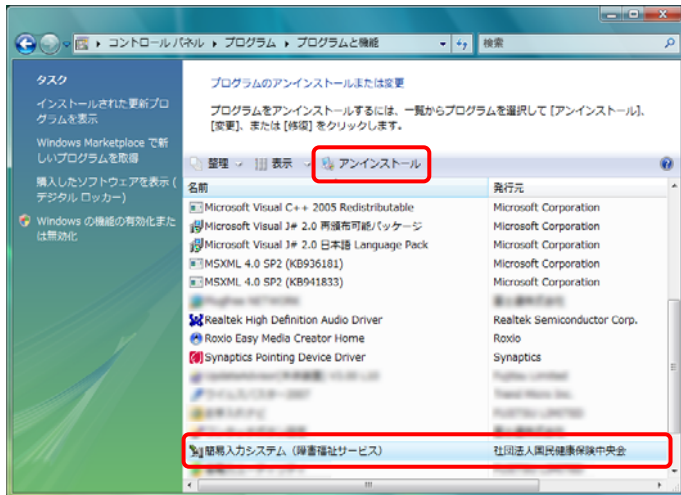 コントロール パネル ▸ プログラム ▸ プログラムと機能
検索
タスク
インストールされた更新プロ
グラムを表示
Windows Marketplace で新
しいプログラムを取得
購入したソフトウェアを表示 (
デジタル ロッカー)
Windows の機能の有効化また
は無効化
プログラムのアンインストールまたは変更
プログラムをアンインストールするには、一覧からプログラムを選択して [アンインストール]、
[変更]、または [修復] をクリックします。
整理 表示 アンインストール
名前 発行元
Microsoft Visual C++ 2005 Redistributable Microsoft Corporation
Microsoft Visual J# 2.0 再頒布可能パッケージ Microsoft Corporation
Microsoft Visual J# 2.0 日本語 Language Pack Microsoft Corporation
MSXML 4.0 SP2 (KB936181) Microsoft Corporation
MSXML 4.0 SP2 (KB941833) Microsoft Corporation
Realtek High Definition Audio Driver Realtek Semiconductor Corp.
Roxio Easy Media Creator Home Roxio
Synaptics Pointing Device Driver Synaptics
簡易入力システム (障害福祉サービス) 社団法人国民健康保険中央会